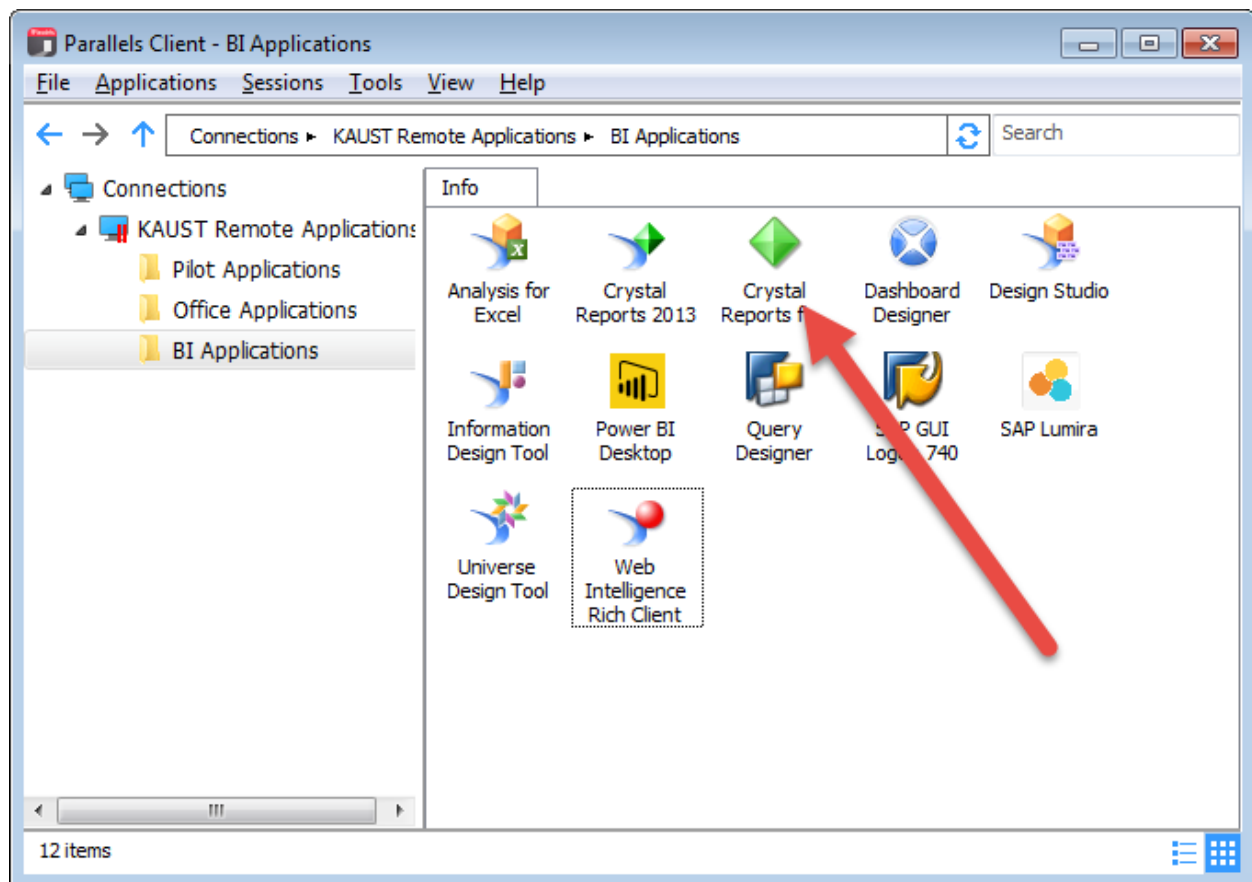 Parallels Client - BI Applications
File Applications Sessions Tools View Help
Connections ▸ KAUST Remote Applications ▸ BI Applications
Search
Connections
KAUST Remote Applications
Pilot Applications
Office Applications
BI Applications
Info
Analysis for
Excel
Crystal
Reports 2013
Crystal
Reports
Dashboard
Designer
Design Studio
Information
Design Tool
Power BI
Desktop
Query
Designer
GUI
740
SAP Lumira
Universe
Design Tool
Web
Intelligence
Rich Client
12 items